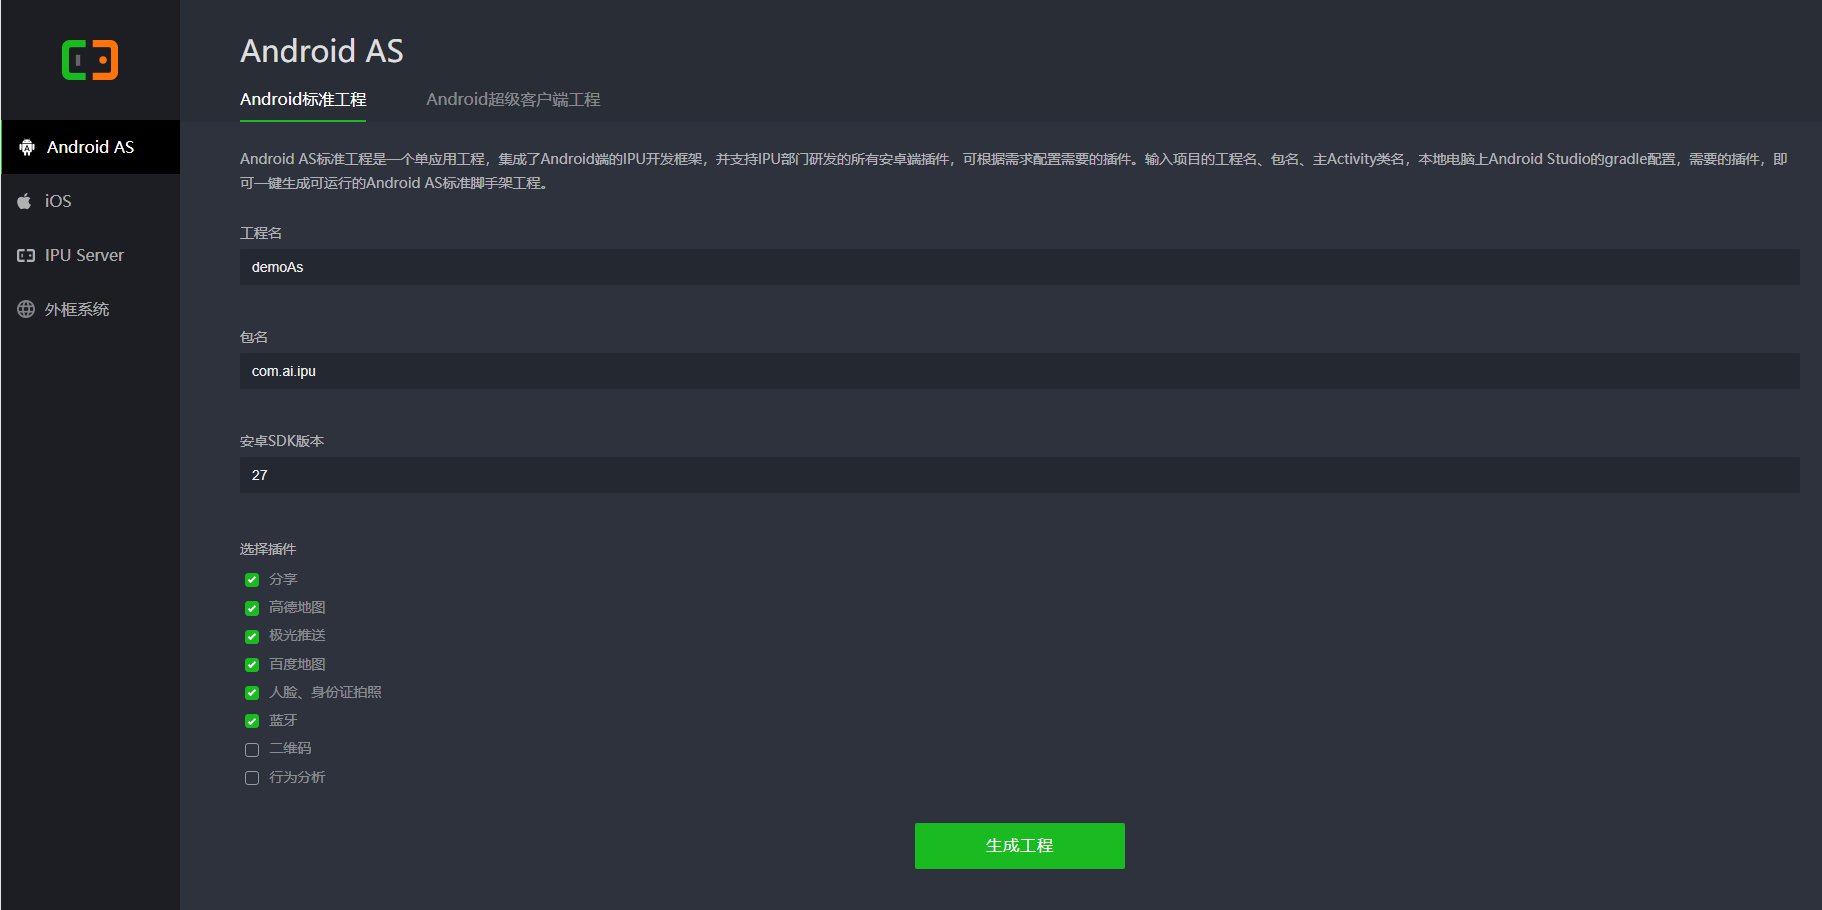 Android AS
Android标准工程
Android超级客户端工程
Android AS
iOS
IPU Server
外框系统
Android AS标准工程是一个单应用工程，集成了Android端的IPU开发框架，并支持IPU部门研发的所有安卓端插件，可根据需求配置需要的插件。输入项目的工程名、包名、主Activity类名，本地电脑上Android Studio的gradle配置，需要的插件，即
可一键生成可运行的Android AS标准脚手架工程。
工程名
demoAs
包名
com.ai.ipu
安卓SDK版本
27
选择插件
分享
高德地图
极光推送
百度地图
人脸、身份证拍照
蓝牙
二维码
行为分析
生成工程